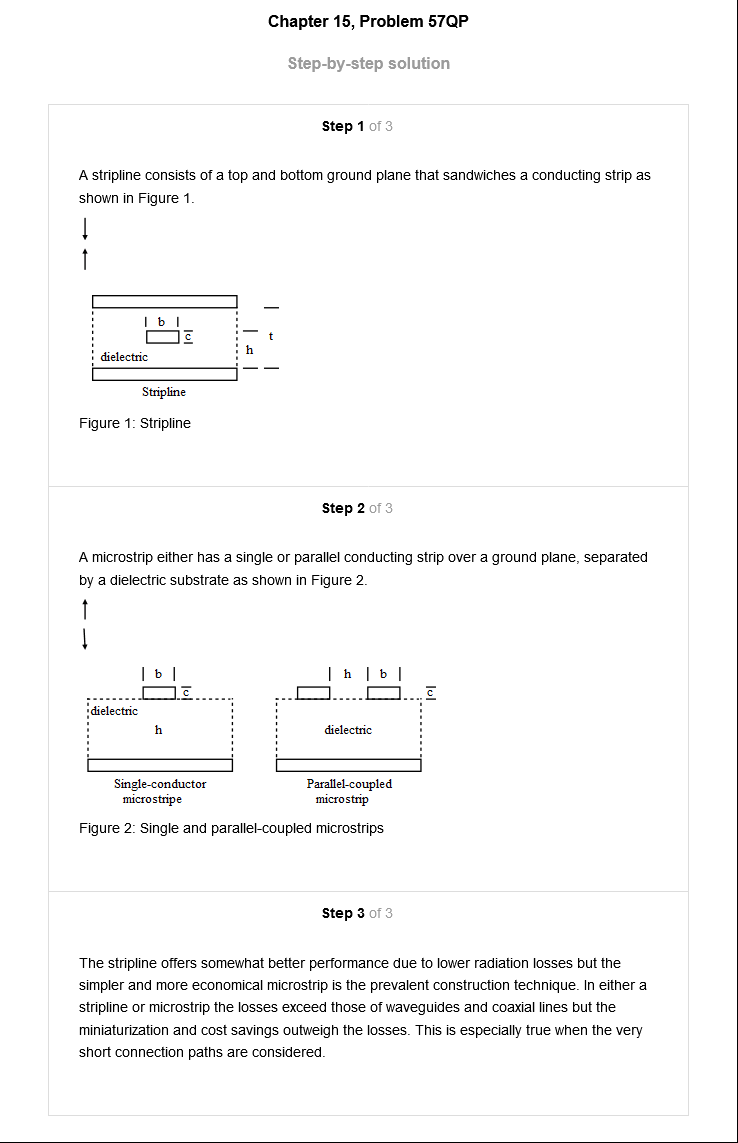 Chapter 15, Problem 57QP
Step-by-step solution
Step 1 of 3
A stripline consists of a top and bottom ground plane that sandwiches a conducting strip as
shown in Figure 1.
b
c
t
h
dielectric
Stripline
Figure 1: Stripline
Step 2 of 3
A microstrip either has a single or parallel conducting strip over a ground plane, separated
by a dielectric substrate as shown in Figure 2.
b
h b
c
c
dielectric
h
dielectric
Single-conductor
microstripe
Parallel-coupled
microstrip
Figure 2: Single and parallel-coupled microstrips
Step 3 of 3
The stripline offers somewhat better performance due to lower radiation losses but the
simpler and more economical microstrip is the prevalent construction technique. In either a
stripline or microstrip the losses exceed those of waveguides and coaxial lines but the
miniaturization and cost savings outweigh the losses. This is especially true when the very
short connection paths are considered.